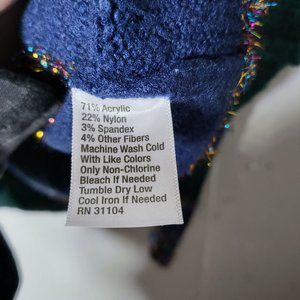 71% Acrylic
22% Nylon
3% Spandex
4% Other Fibers
Machine Wash Cold
With Like Colors
Only Non-Chlorine
Bleach If Needed
Tumble Dry Low
Cool Iron If Needed
RN 31104